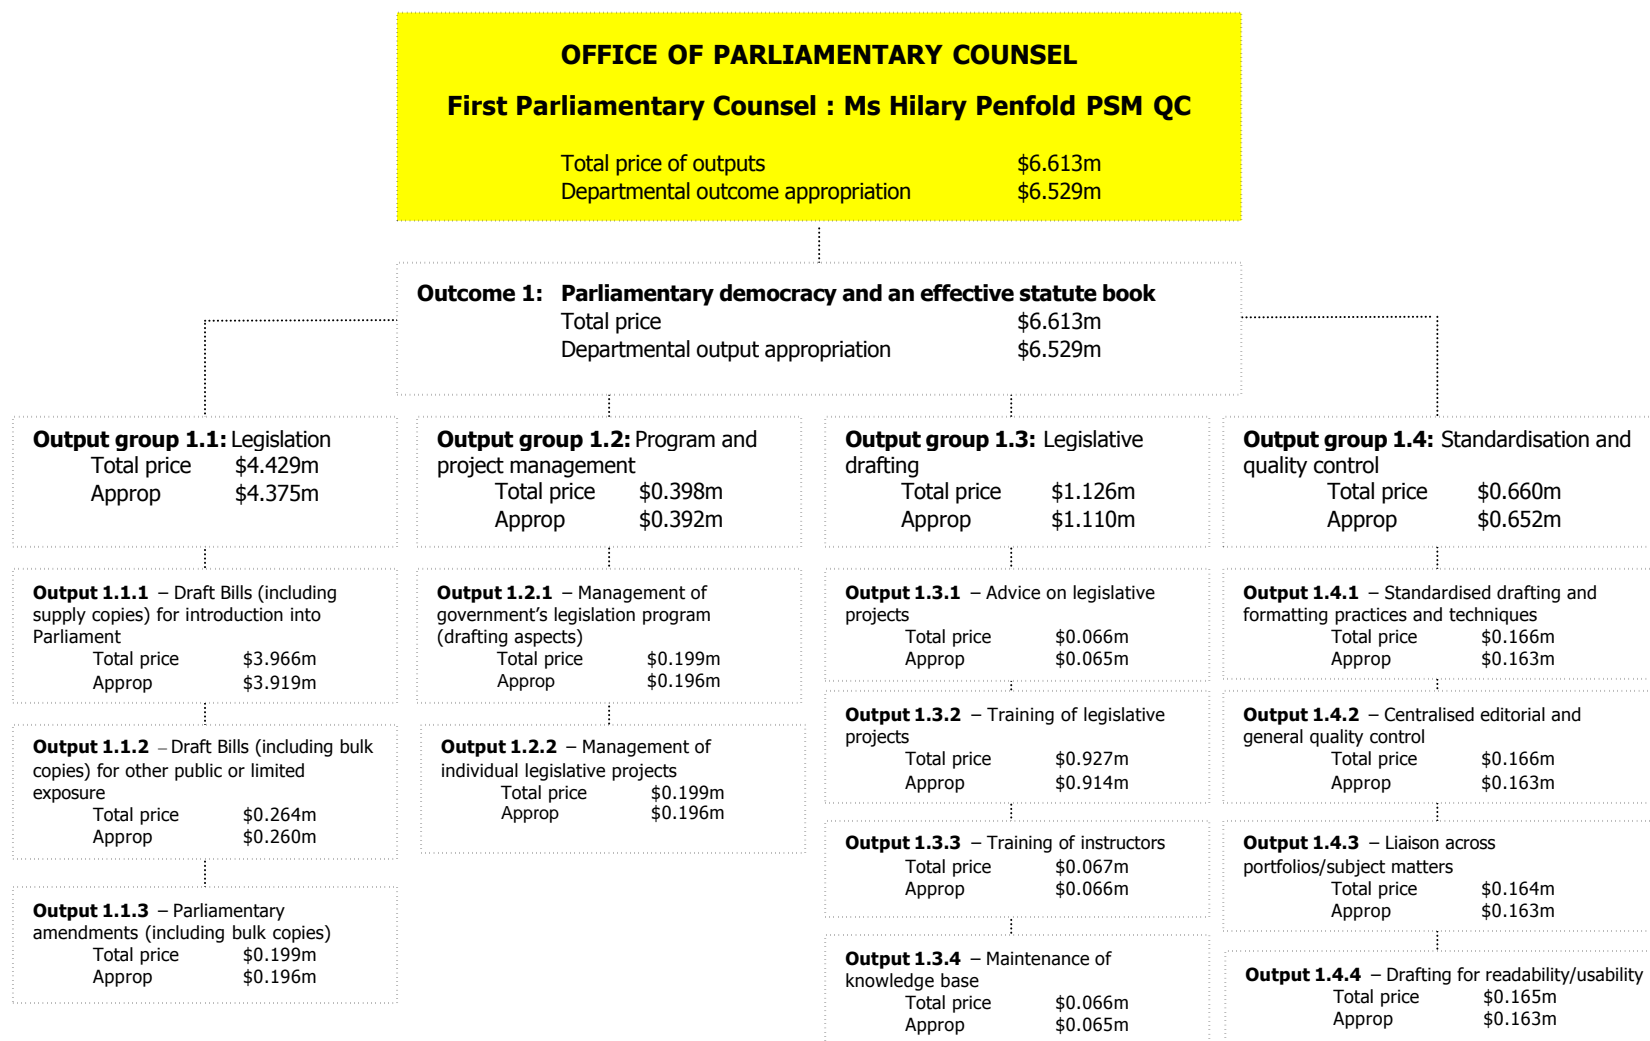 OFFICE OF PARLIAMENTARY COUNSEL
First Parliamentary Counsel : Ms Hilary Penfold PSM QC
Total price of outputs $6.613m
Departmental outcome appropriation $6.529m
Outcome 1: Parliamentary democracy and an effective statute book
Total price $6.613m
Departmental output appropriation $6.529m
Output group 1.1: Legislation
Total price $4.429m
Approp $4.375m
Output 1.1.1 – Draft Bills (including
supply copies) for introduction into
Parliament
Total price $3.966m
Approp $3.919m
Output 1.1.2 – Draft Bills (including bulk
copies) for other public or limited
exposure
Total price $0.264m
Approp $0.260m
Output 1.1.3 – Parliamentary
amendments (including bulk copies)
Total price $0.199m
Approp $0.196m
Output group 1.2: Program and
project management
Total price $0.398m
Approp $0.392m
Output 1.2.1 – Management of
government’s legislation program
(drafting aspects)
Total price $0.199m
Approp $0.196m
Output 1.2.2 – Management of
individual legislative projects
Total price $0.199m
Approp $0.196m
Output group 1.3: Legislative
drafting
Total price $1.126m
Approp $1.110m
Output 1.3.1 – Advice on legislative
projects
Total price $0.066m
Approp $0.065m
Output 1.3.2 – Training of legislative
projects
Total price $0.927m
Approp $0.914m
Output 1.3.3 – Training of instructors
Total price $0.067m
Approp $0.066m
Output 1.3.4 – Maintenance of
knowledge base
Total price $0.066m
Approp $0.065m
Output group 1.4: Standardisation and
quality control
Total price $0.660m
Approp $0.652m
Output 1.4.1 – Standardised drafting and
formatting practices and techniques
Total price $0.166m
Approp $0.163m
Output 1.4.2 – Centralised editorial and
general quality control
Total price $0.166m
Approp $0.163m
Output 1.4.3 – Liaison across
portfolios/subject matters
Total price $0.164m
Approp $0.163m
Output 1.4.4 – Drafting for readability/usability
Total price $0.165m
Approp $0.163m